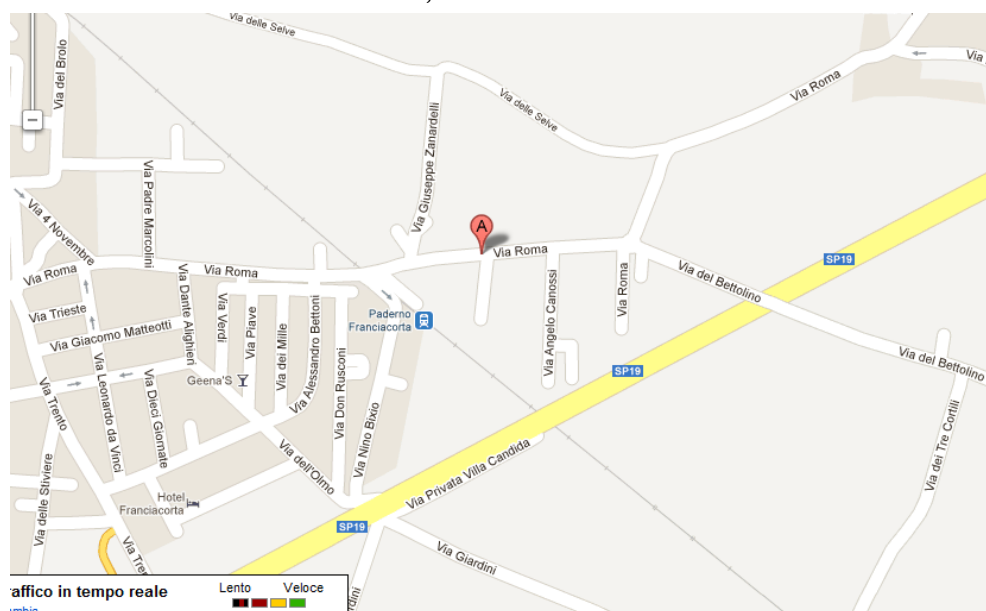 Via delle Selve
Via del Brolo
Via Roma
Via
Via delle Selve
Via Giuseppe Zanardelli
Via Padre Marcolini
Via 4 Novembre
A
Via Roma
SP19
Via Roma
Via Roma
Via del Bettolino
Via Dante Alighieri
Via Verdi
Via Piave
Via dei Mille
Via Alessandro Bettoni
Via Trieste
Paderno
Franciacorta
Via Roma
Via Giacomo Matteotti
Via Angelo Canossi
Via del Bettolino
Via Don Rusconi
SP19
Geena'S
Via Trento
Via Leonardo da Vinci
Via Dieci Giornate
Via Nino Bixio
Via dei Tre Cortili
Via dell'Olmo
Via Privata Villa Candida
Via delle Stiviere
Hotel
Franciacorta
SP19
Via Giardini
Via Tre
rdini
raffico in tempo reale
Lento
Veloce